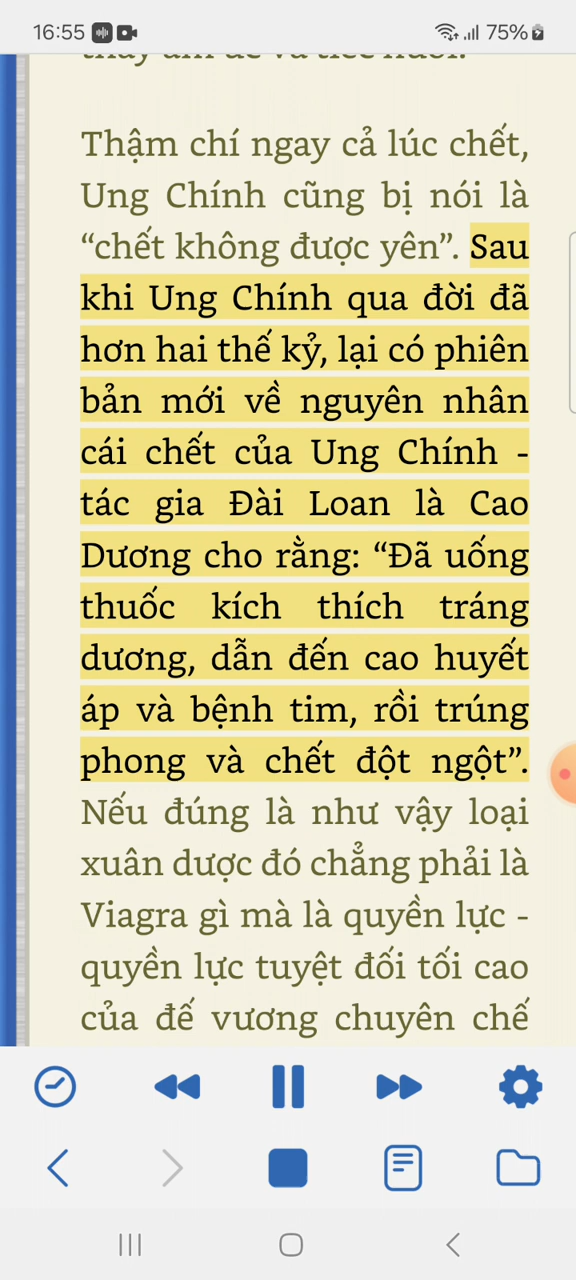 16:55 75%
Thậm chí ngay cả lúc chết,
Ung Chính cũng bị nói là
“chết không được yên”. Sau
khi Ung Chính qua đời đã
hơn hai thế kỷ, lại có phiên
bản mới về nguyên nhân
cái chết của Ung Chính -
tác gia Đài Loan là Cao
Dương cho rằng: “Đã uống
thuốc kích thích tráng
dương, dẫn đến cao huyết
áp và bệnh tim, rồi trúng
phong và chết đột ngột”.
Nếu đúng là như vậy loại
xuân dược đó chẳng phải là
Viagra gì mà là quyền lực -
quyền lực tuyệt đối tối cao
của đế vương chuyên chế